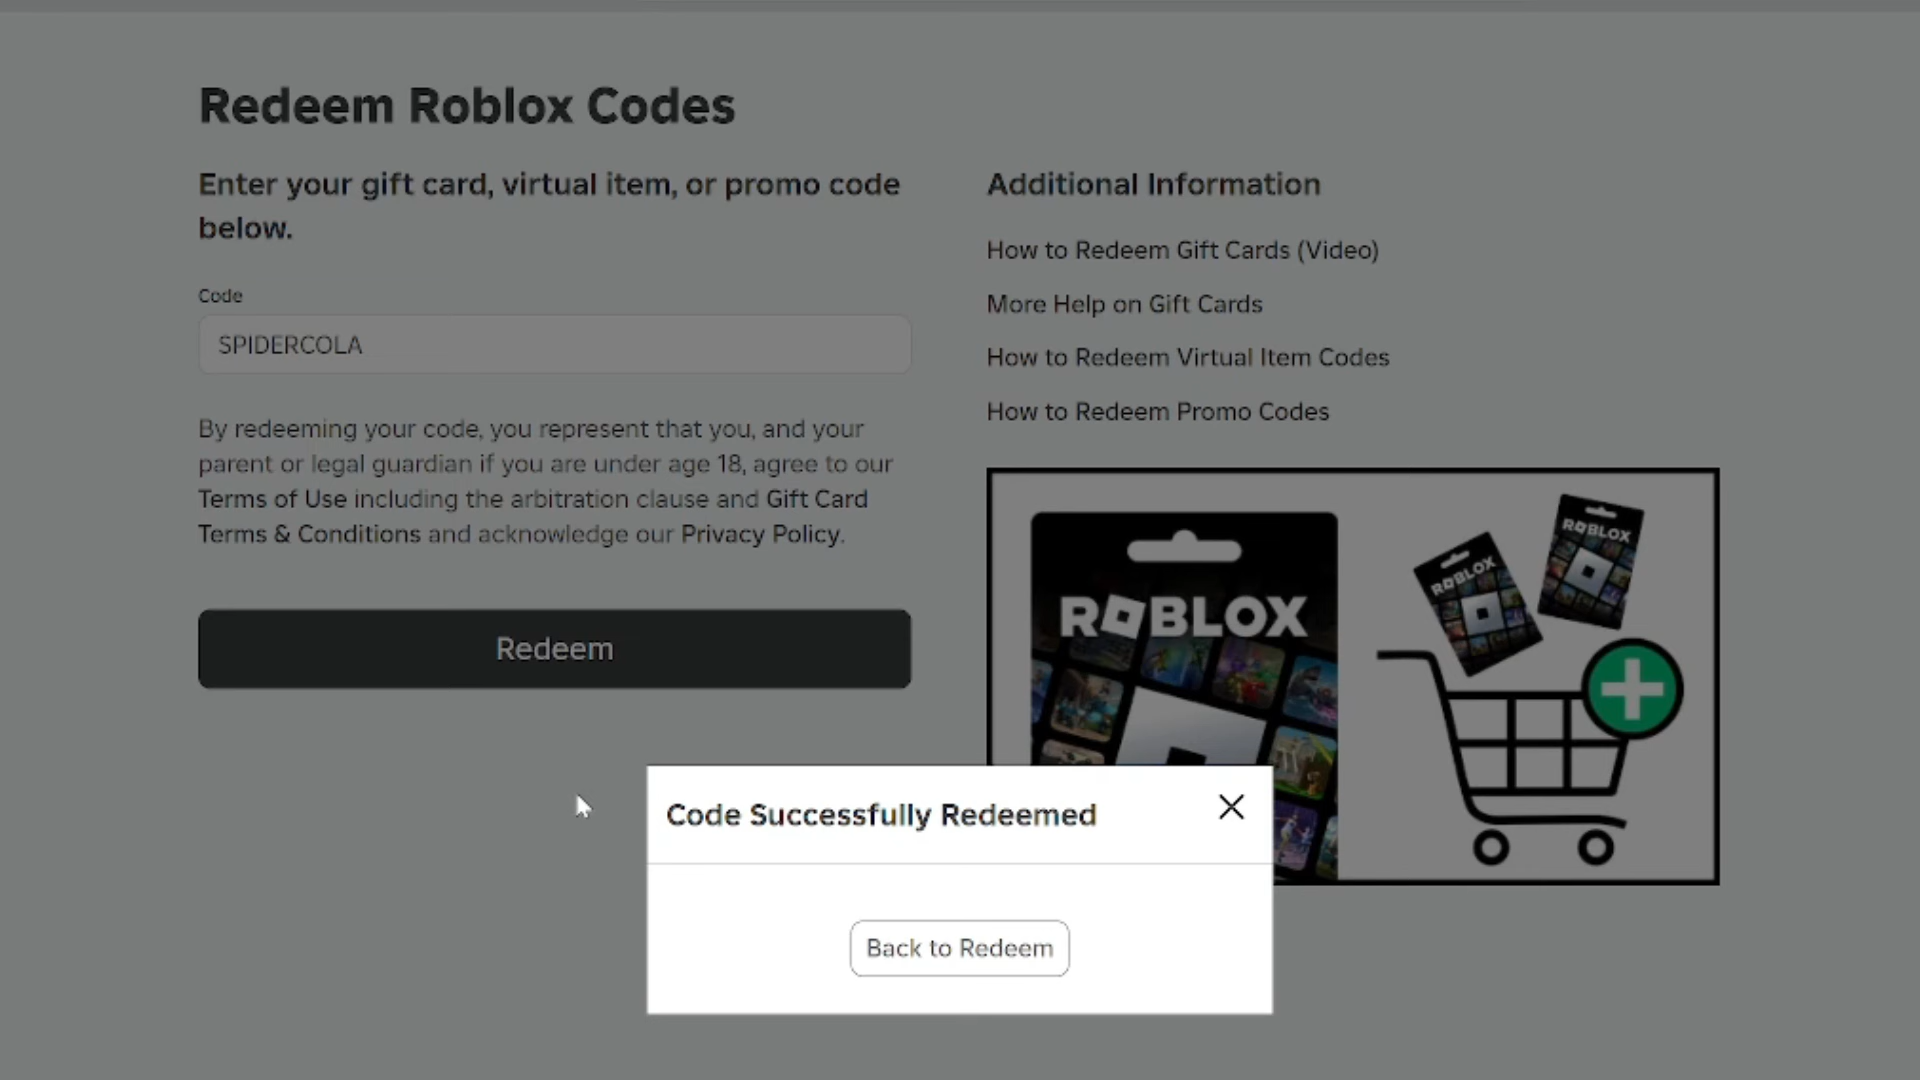 Redeem Roblox Codes
Enter your gift card, virtual item, or promo code
below.
Code
SPIDERCOLA
By redeeming your code, you represent that you, and your
parent or legal guardian if you are under age 18, agree to our
Terms of Use including the arbitration clause and Gift Card
Terms & Conditions and acknowledge our Privacy Policy.
Redeem
Additional Information
How to Redeem Gift Cards (Video)
More Help on Gift Cards
How to Redeem Virtual Item Codes
How to Redeem Promo Codes
ROBLOX
ROBLOX
ROBLOX
Code Successfully Redeemed
Back to Redeem